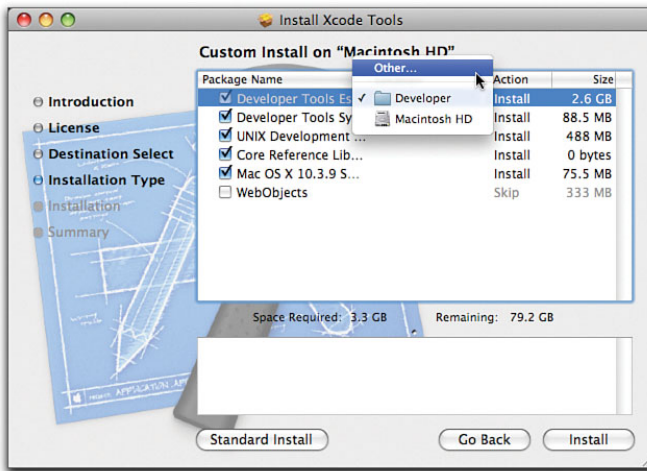 Install Xcode Tools
Custom Install on “Macintosh HD”
Other...
Developer
Macintosh HD
Package Name Action Size
Developer Tools Es Install 2.6 GB
Developer Tools Sy Install 88.5 MB
UNIX Development ... Install 488 MB
Core Reference Lib... Install 0 bytes
Mac OS X 10.3.9 S... Install 75.5 MB
WebObjects Skip 333 MB
Introduction
License
Destination Select
Installation Type
Installation
Summary
Space Required: 3.3 GB Remaining: 79.2 GB
APPLICATION
Standard Install Go Back Install